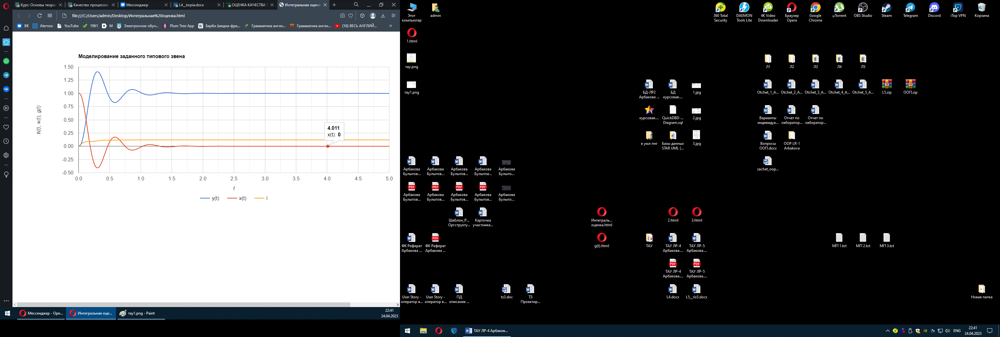 Курс: Основы теори
Качество процессов
Мессенджер
L4__kopia.docx
ОЦЕНКА КАЧЕСТВА П
Интегральная оценк
file:///C:/Users/admin/Desktop/Интегральная%20оценка.html
ВК
Aternos
YouTube
1961
М
Электронное обуч...
Plum Tree App
Барби (медиа-фра...
Грамматика англи...
Грамматика англи...
(16) ВЕСЬ АНГЛИЙ...
»
Моделирование заданного типового звена
1.50
1.25
1.00
0.75
0.50
0.25
0.00
-0.25
-0.50
h(t), w(t), g(t)
4.011
x(t): 0
0.0 0.5 1.0 1.5 2.0 2.5 3.0 3.5 4.0 4.5 5.0
t
y(t) x(t) I
Мессенджер - Ope...
Интегральная оце...
тау1.png - Paint
22:41
24.04.2023
Этот компьютер
admin
360 Total Security
DAEMON Tools Lite
4K Video Downloader
Браузер Opera
Google Chrome
µTorrent
OBS Studio
Steam
Telegram
Discord
iTop VPN
Корзина
1.html
тау.png
Л1
Л2
Л3
Л4
Л5
тау1.png
БД-ЛР2 Арбакова ...
БД курсовая....
1.jpg
Otchet_1_A...
Otchet_2_A...
Otchet_3_A...
Otchet_4_A...
Otchet_5_A...
L5.zip
ООП.zip
курсовая....
QuickDBD-... Diagram.sql
2.jpg
Варианты индивидуа...
Отчет по лаборатор...
Отчет по лаборатор...
в умл пнг
Базы данных STAR UML (...
3.jpg
Вопросы ООП.docx
OOP LR-1 Arbakova
Арбакова Булытов...
Арбакова Булытов...
Арбакова Булытов...
Арбакова Булытов...
Арбакова Булыто...
zachet_oop...
Арбакова Булытов...
Арбакова Булытов...
Арбакова Булытов...
Арбакова Булытов...
Арбакова Булыто...
Шаблон_Р... Оргструкту...
Карточка участника...
Интеграль... оценка.html
2.html
3.html
ФК Реферат Арбакова ...
ФК Реферат Арбакова ...
g(t).html
ТАУ
ТАУ ЛР-4 Арбакова....
ТАУ ЛР-5 Арбакова....
МП 1.txt
МП 2.txt
МП 3.txt
ТАУ ЛР-4 Арбакова....
ТАУ ЛР-5 Арбакова....
User Story - оператор в...
User Story - оператор в...
ПД описание ...
tz3.doc
ТЗ Проектир...
L4.docx
L5__ris5.docx
Новая папка
ТАУ ЛР-4 Арбаков...
ENG
22:41
24.04.2023